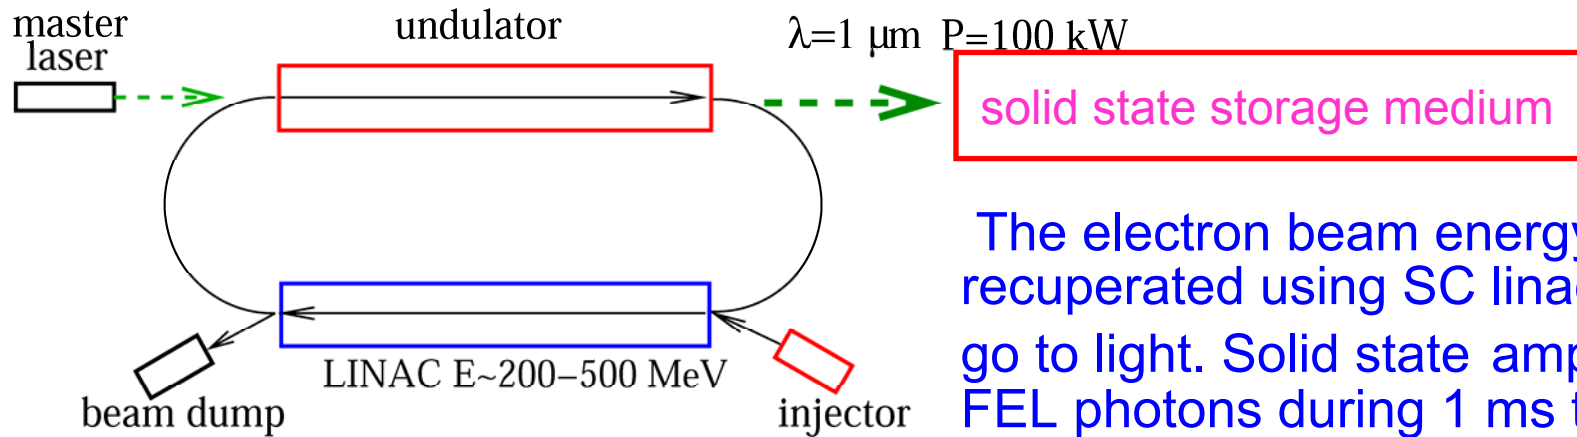 master
laser
undulator
λ=1 μm P=100 kW
solid state storage medium
The electron beam energy
recuperated using SC linac
go to light. Solid state amp
FEL photons during 1 ms t
LINAC E~200–500 MeV
beam dump
injector